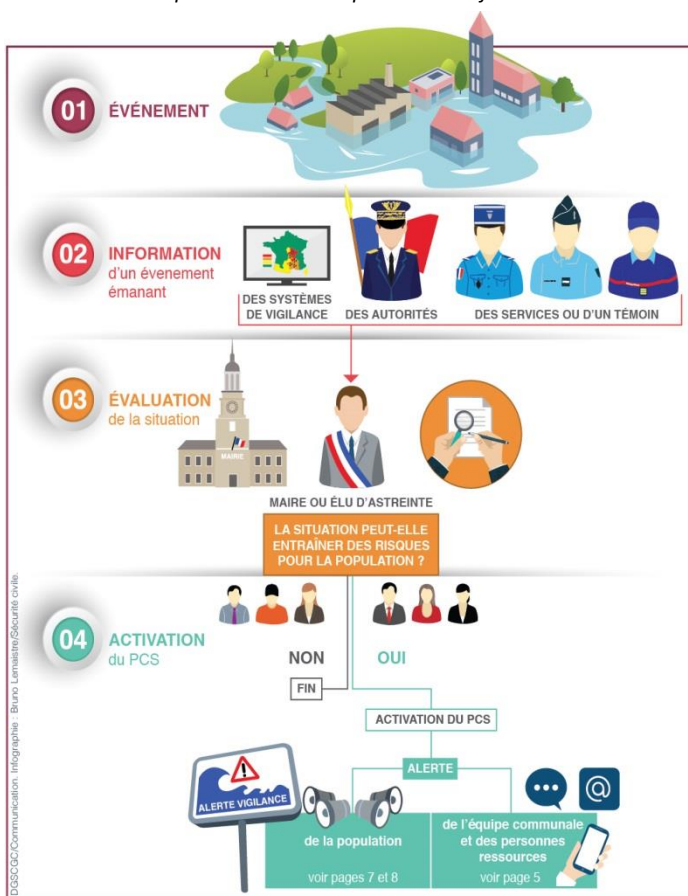 01 ÉVÉNEMENT
02 INFORMATION
d'un évenement
émanant
DES SYSTÈMES
DE VIGILANCE
DES AUTORITÉS
DES SERVICES OU D'UN TÉMOIN
03 ÉVALUATION
de la situation
MAIRIE
MAIRE OU ÉLU D'ASTREINTE
LA SITUATION PEUT-ELLE
ENTRAÎNER DES RISQUES
POUR LA POPULATION ?
04 ACTIVATION
du PCS
NON
OUI
FIN
ACTIVATION DU PCS
ALERTE
ALERTE VIGILANCE
@
de la population
voir pages 7 et 8
de l'équipe communale
et des personnes
ressources
voir page 5
DGSCGC/Communication. Infographie : Bruno Lemaistre/Sécurité civile.